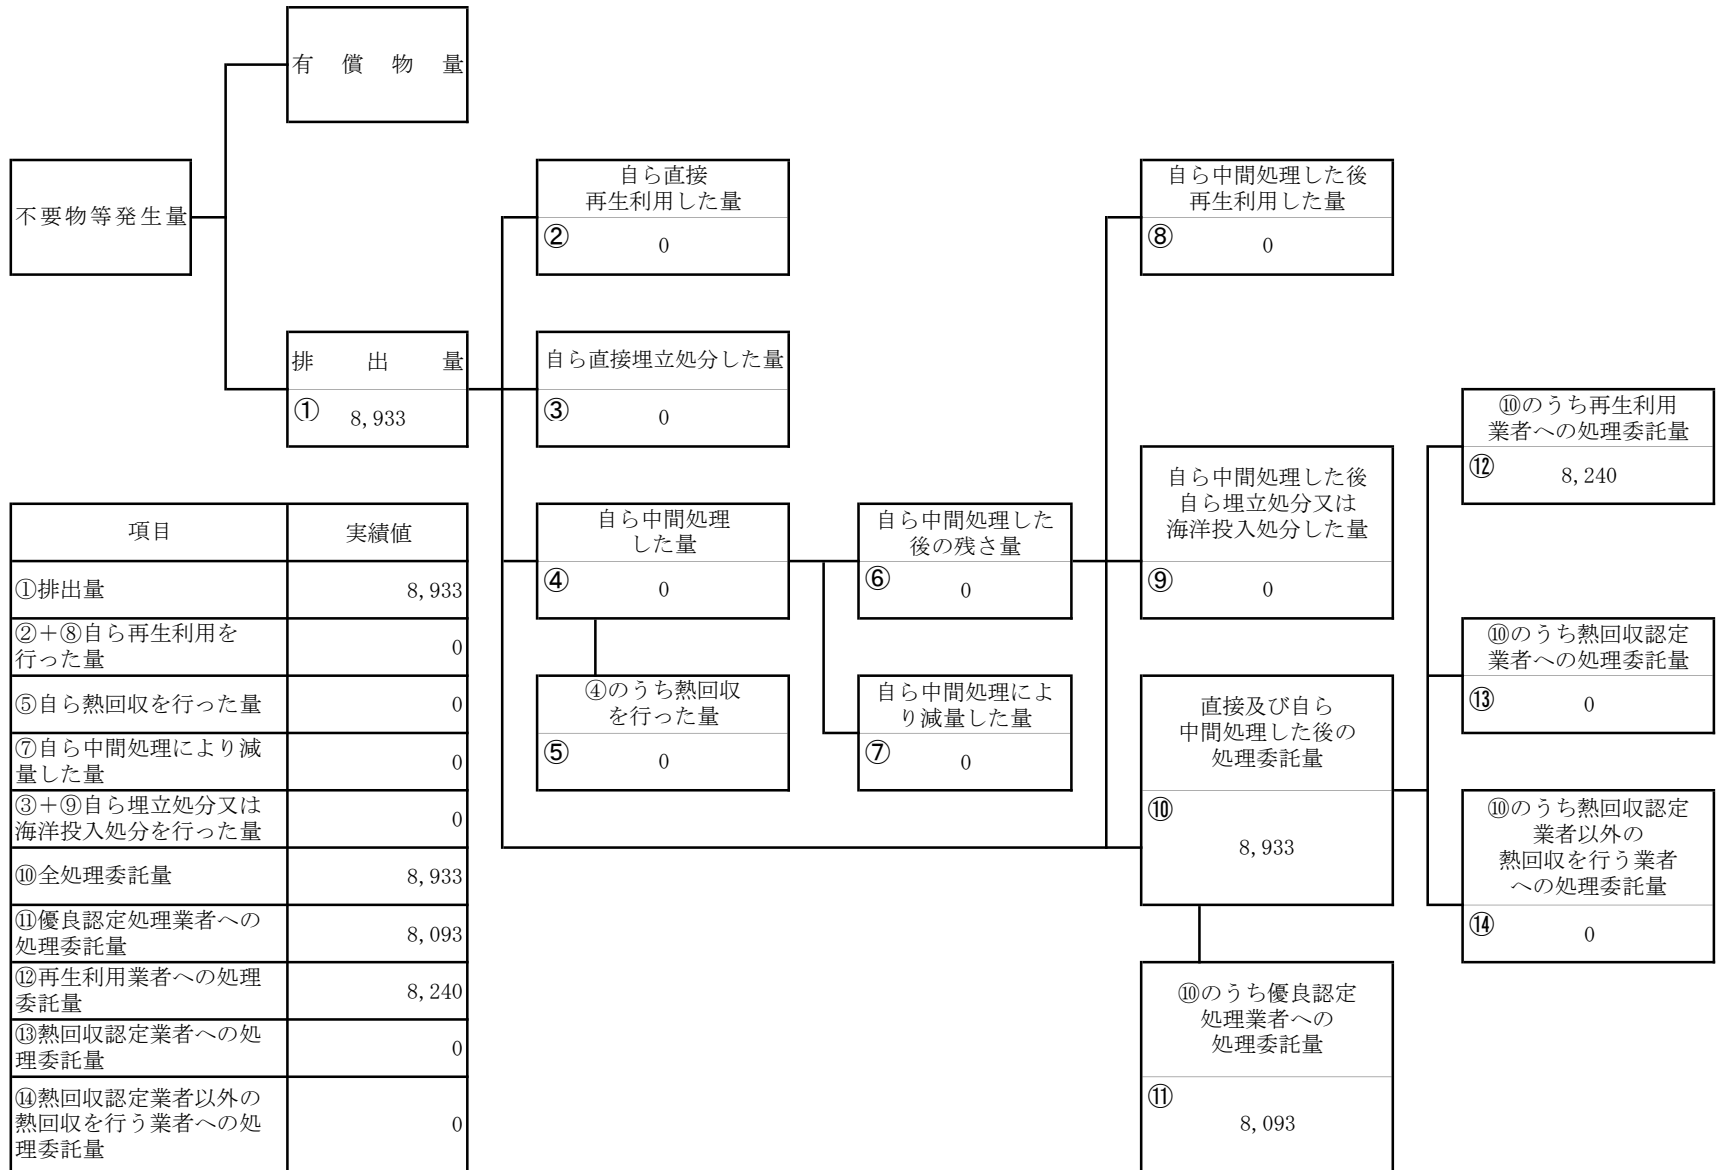 有償物量
不要物等発生量
排出量
① 8,933
自ら直接
再生利用した量
② 0
自ら直接埋立処分した量
③ 0
自ら中間処理
した量
④ 0
④のうち熱回収
を行った量
⑤ 0
自ら中間処理した
後の残さ量
⑥ 0
自ら中間処理によ
り減量した量
⑦ 0
自ら中間処理した後
再生利用した量
⑧ 0
自ら中間処理した後
自ら埋立処分又は
海洋投入処分した量
⑨ 0
直接及び自ら
中間処理した後の
処理委託量
⑩
8,933
⑩のうち優良認定
処理業者への
処理委託量
⑪
8,093
⑩のうち再生利用
業者への処理委託量
⑫ 8,240
⑩のうち熱回収認定
業者への処理委託量
⑬ 0
⑩のうち熱回収認定
業者以外の
熱回収を行う業者
への処理委託量
⑭ 0
項目 実績値
①排出量 8,933
②+⑧自ら再生利用を
行った量 0
⑤自ら熱回収を行った量 0
⑦自ら中間処理により減
量した量 0
③+⑨自ら埋立処分又は
海洋投入処分を行った量 0
⑩全処理委託量 8,933
⑪優良認定処理業者への
処理委託量 8,093
⑫再生利用業者への処理
委託量 8,240
⑬熱回収認定業者への処
理委託量 0
⑭熱回収認定業者以外の
熱回収を行う業者への処
理委託量 0